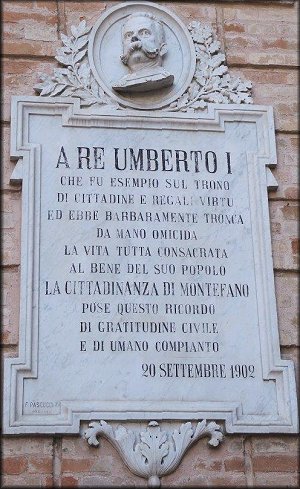 A RE UMBERTO I
CHE FU ESEMPIO SUL TRONO
DI CITTADINE E REGALI VIRTÙ
ED EBBE BARBARAMENTE TRONCA
DA MANO OMICIDA
LA VITA TUTTA CONSACRATA
AL BENE DEL SUO POPOLO
LA CITTADINANZA DI MONTEFANO
POSE QUESTO RICORDO
DI GRATITUDINE CIVILE
E DI UMANO COMPIANTO
20 SETTEMBRE 1902